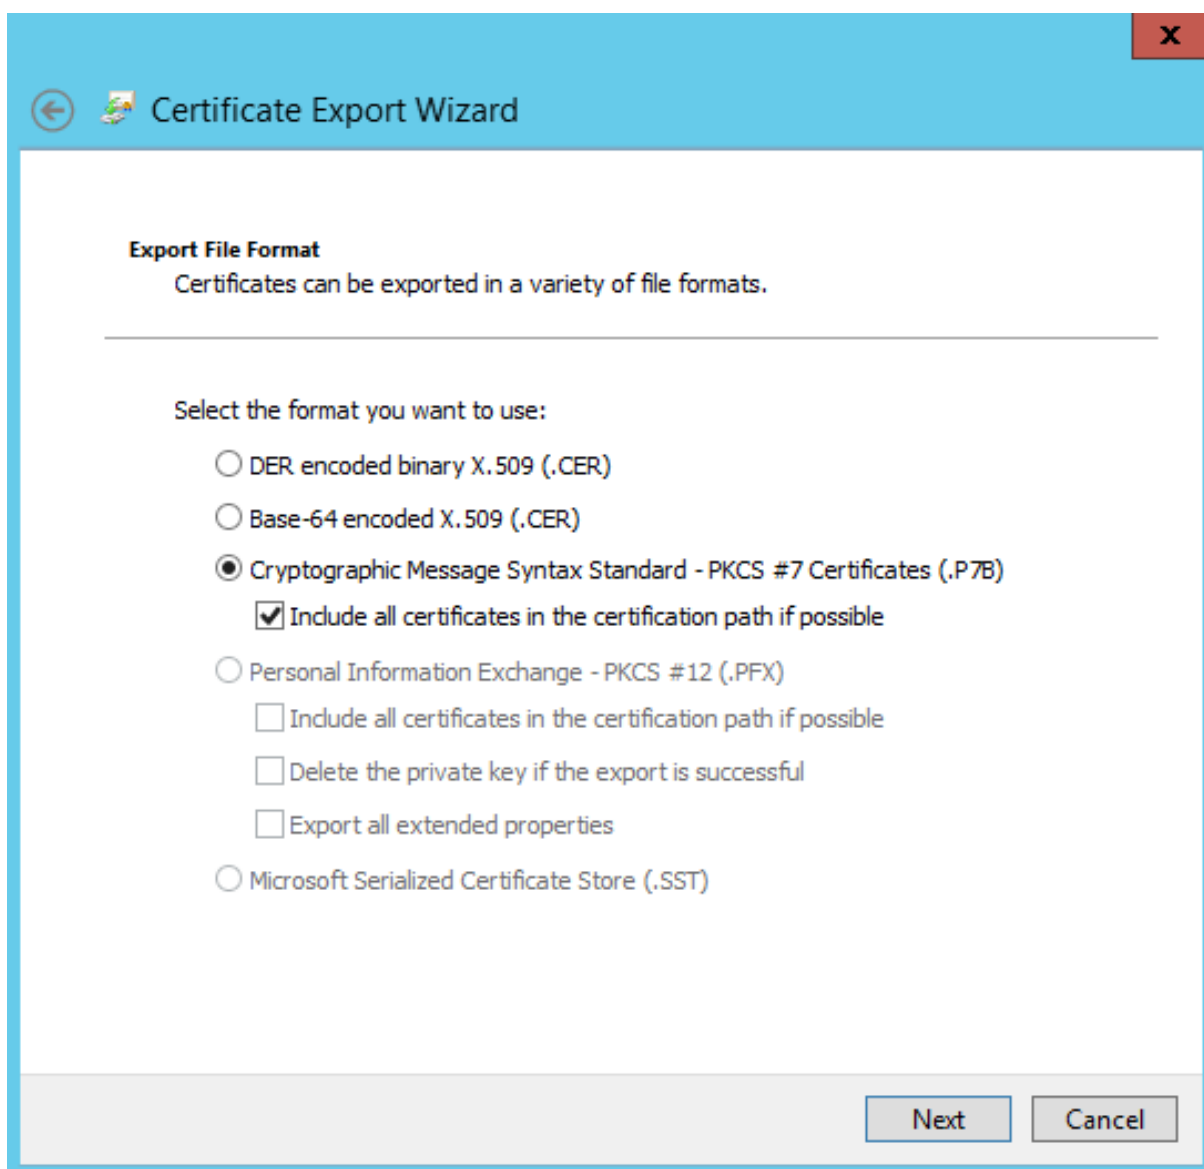 x
Certificate Export Wizard
Export File Format
Certificates can be exported in a variety of file formats.
Select the format you want to use:
DER encoded binary X.509 (.CER)
Base-64 encoded X.509 (.CER)
Cryptographic Message Syntax Standard - PKCS #7 Certificates (.P7B)
Include all certificates in the certification path if possible
Personal Information Exchange - PKCS #12 (.PFX)
Include all certificates in the certification path if possible
Delete the private key if the export is successful
Export all extended properties
Microsoft Serialized Certificate Store (.SST)
Next Cancel